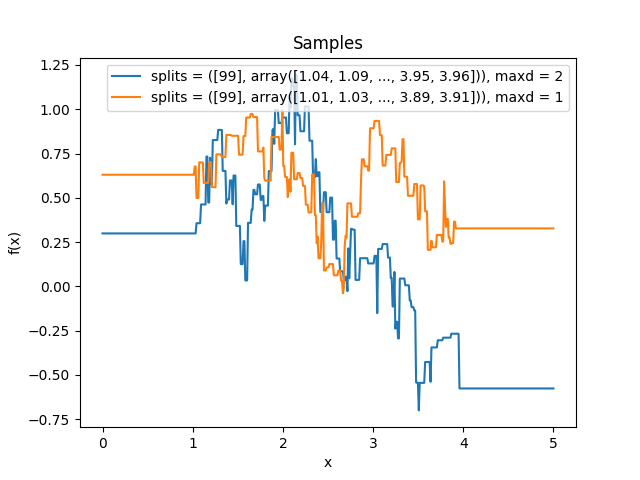 Samples
splits = ([99], array([1.04, 1.09, ..., 3.95, 3.96])), maxd = 2
splits = ([99], array([1.01, 1.03, ..., 3.89, 3.91])), maxd = 1
1.25
1.00
0.75
0.50
0.25
0.00
−0.25
−0.50
−0.75
f(x)
0 1 2 3 4 5
x